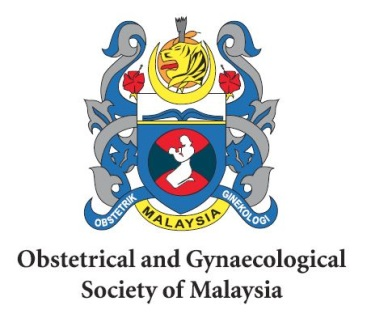 OBSTETRIK MALAYSIA GINEKOLOGI
Obstetrical and Gynaecological
Society of Malaysia